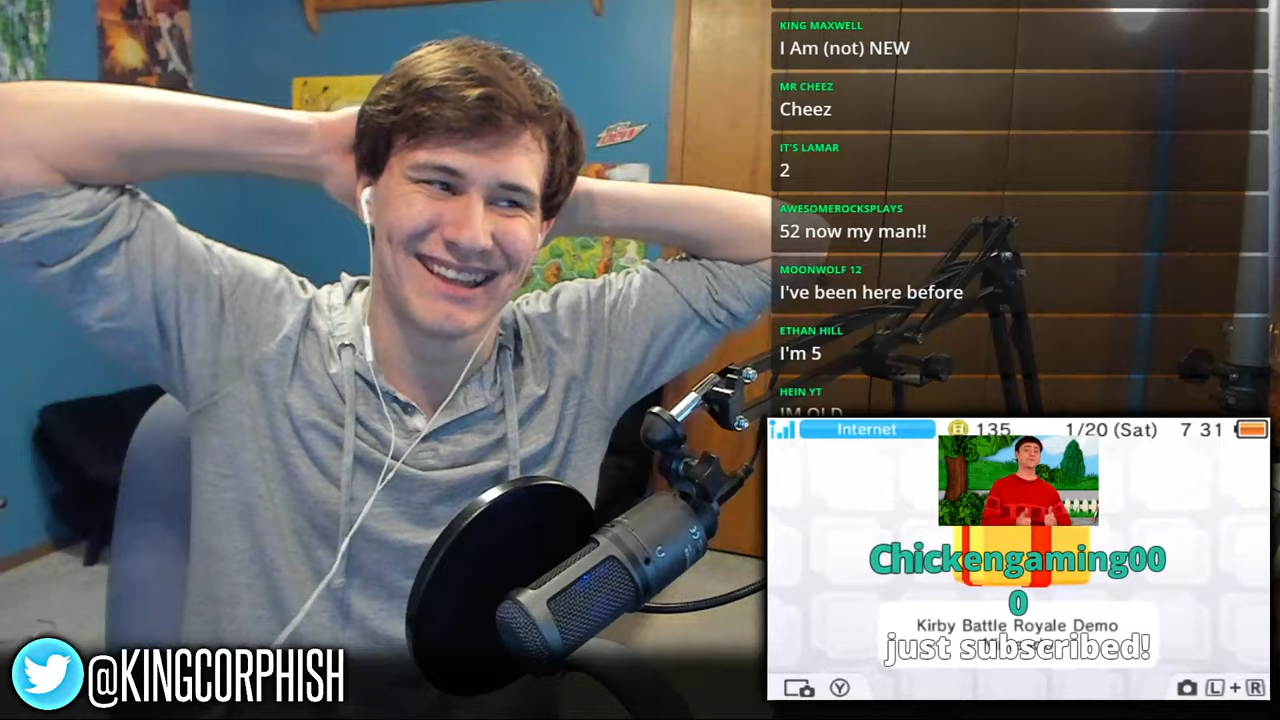 KING MAXWELL
I Am (not) NEW
MR CHEEZ
Cheez
IT'S LAMAR
2
AWESOMEROCKSPLAYS
52 now my man!!
MOONWOLF 12
I've been here before
ETHAN HILL
I'm 5
HEIN YT
IM OLD
Internet
135
1/20 (Sat)
7 31
Chickengaming00
0
Kirby Battle Royale Demo
just subscribed!
Y
L + R
@KINGCORPHISH